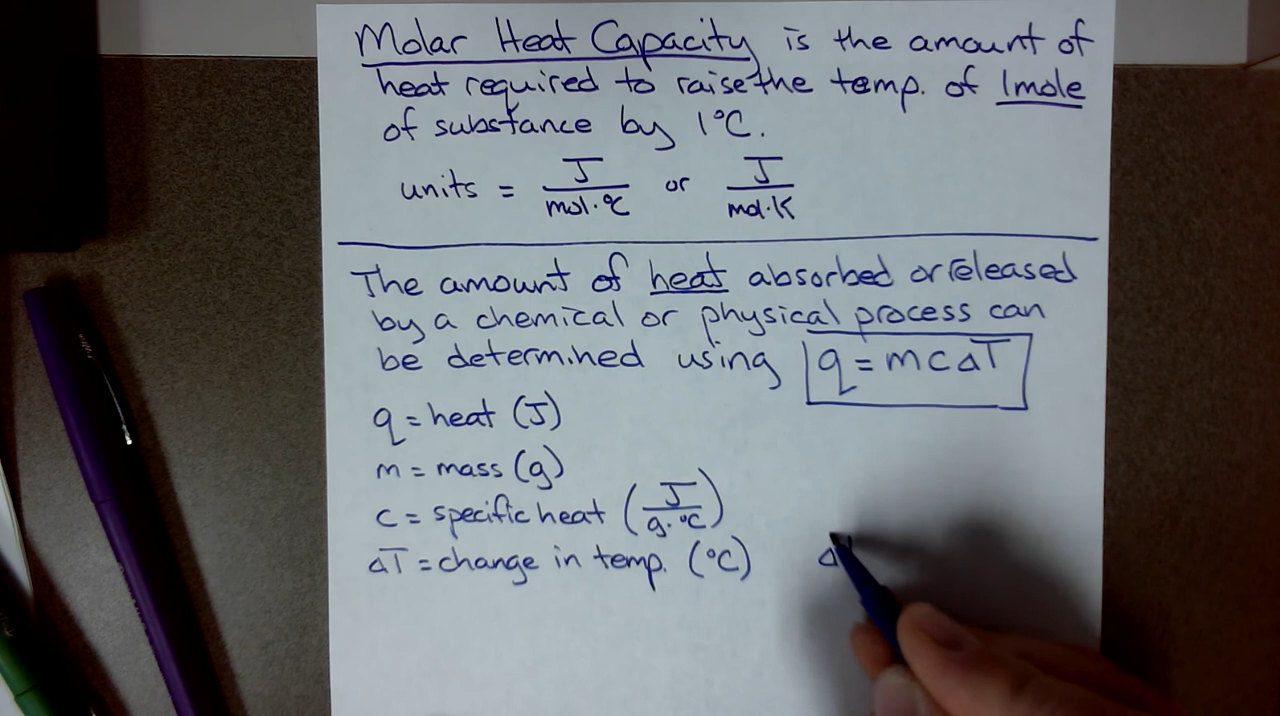 Molar Heat Capacity is the amount of
heat required to raise the temp. of 1mole
of substance by 1°C.
units = J/mol·°C or J/mol·K
The amount of heat absorbed or released
by a chemical or physical process can
be determined using q = mcΔT
q = heat (J)
m = mass (g)
c = specific heat (J/g·°C)
ΔT = change in temp. (°C) Δ